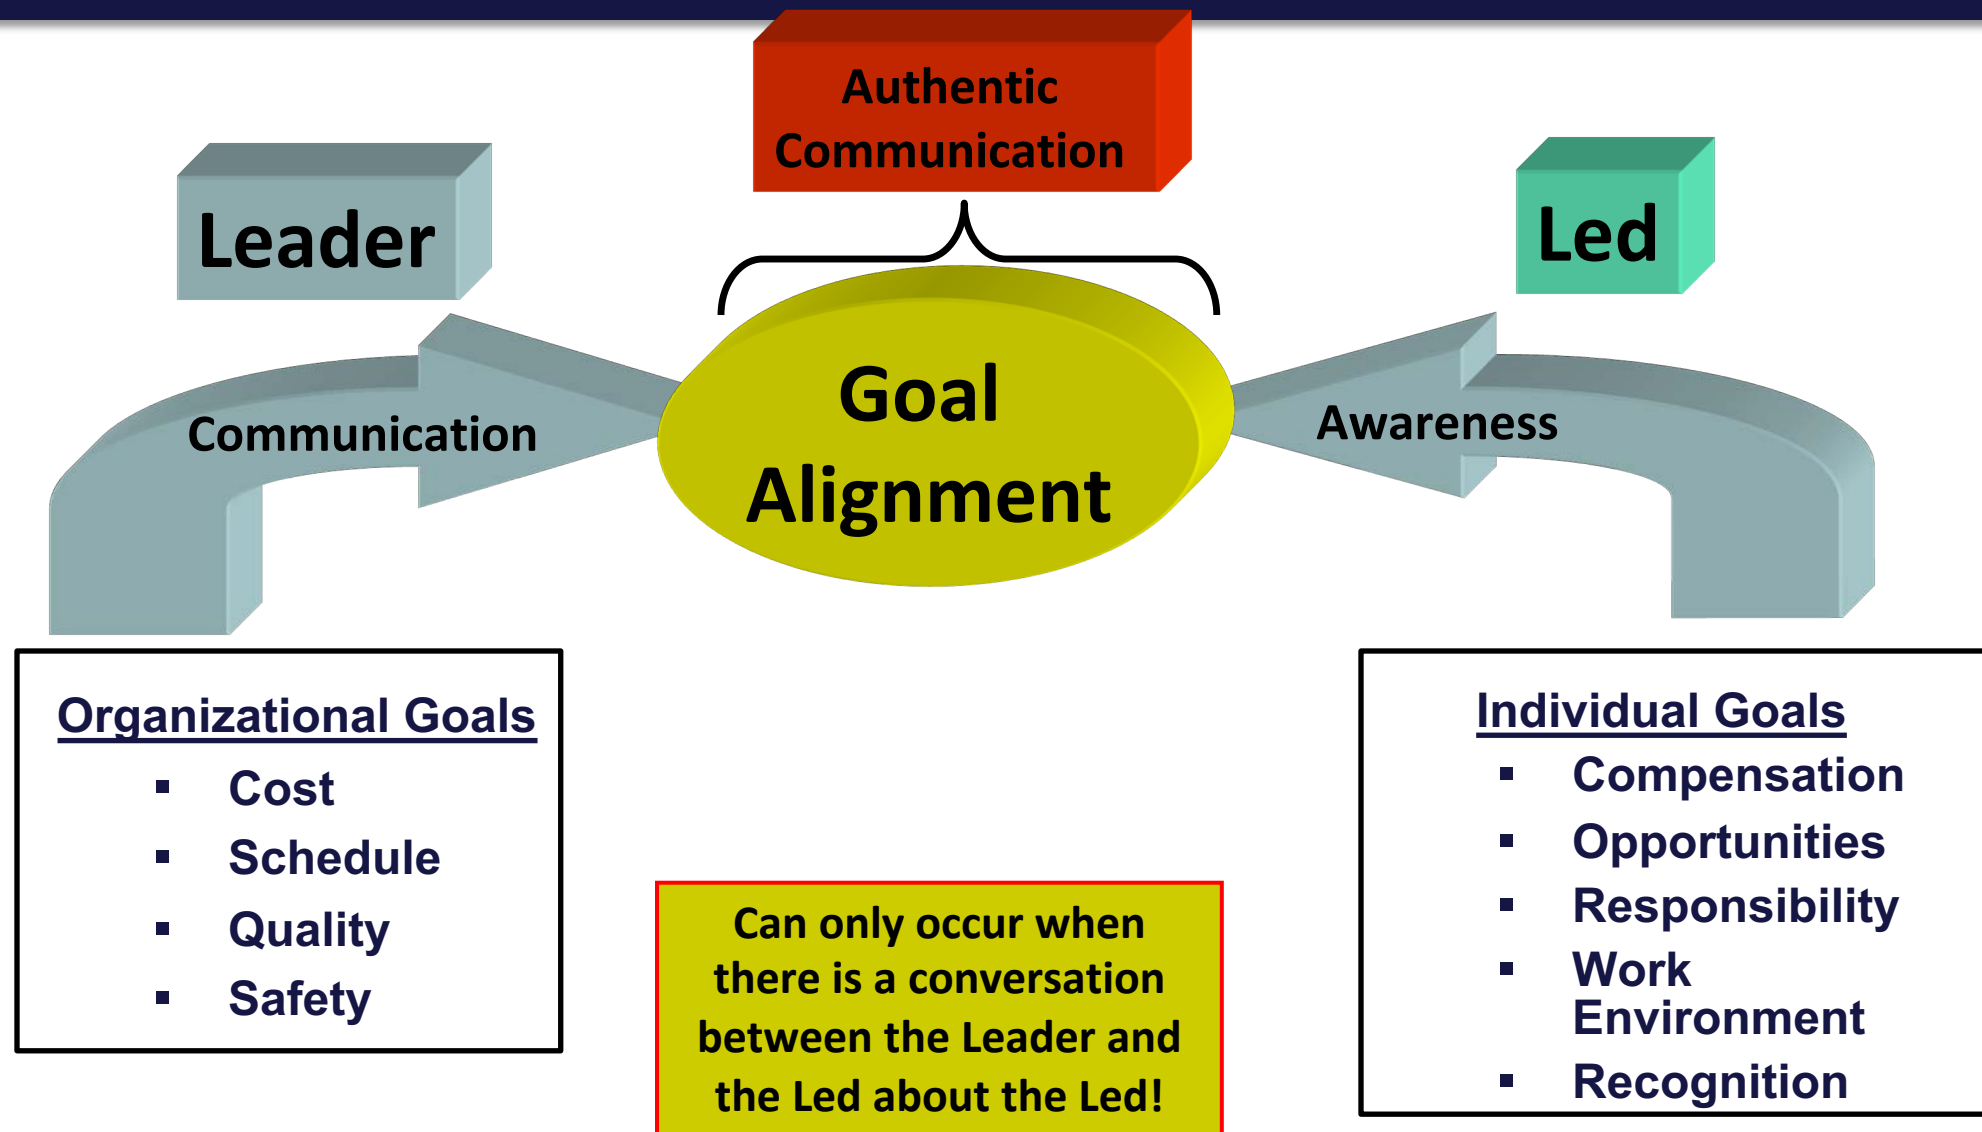 Authentic
Communication
Leader
Led
Goal
Alignment
Communication
Awareness
Organizational Goals
▪ Cost
▪ Schedule
▪ Quality
▪ Safety
Can only occur when
there is a conversation
between the Leader and
the Led about the Led!
Individual Goals
▪ Compensation
▪ Opportunities
▪ Responsibility
▪ Work
Environment
▪ Recognition